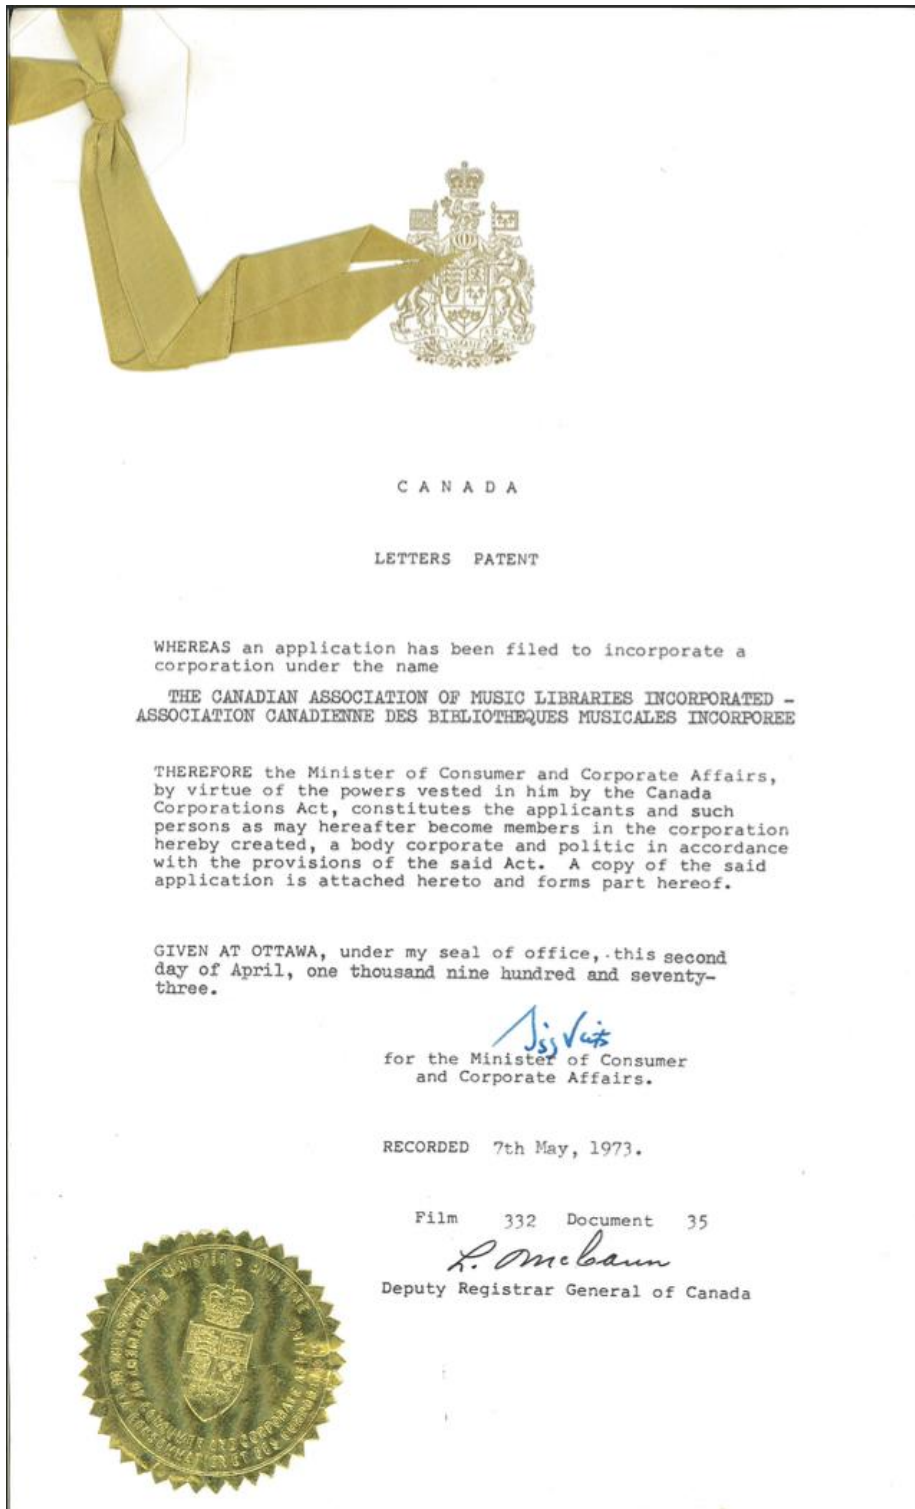 CANADA
LETTERS PATENT
WHEREAS an application has been filed to incorporate a
corporation under the name
THE CANADIAN ASSOCIATION OF MUSIC LIBRARIES INCORPORATED -
ASSOCIATION CANADIENNE DES BIBLIOTHEQUES MUSICALES INCORPOREE
THEREFORE the Minister of Consumer and Corporate Affairs,
by virtue of the powers vested in him by the Canada
Corporations Act, constitutes the applicants and such
persons as may hereafter become members in the corporation
hereby created, a body corporate and politic in accordance
with the provisions of the said Act. A copy of the said
application is attached hereto and forms part hereof.
GIVEN AT OTTAWA, under my seal of office, this second
day of April, one thousand nine hundred and seventy-
three.
for the Minister of Consumer
and Corporate Affairs.
RECORDED 7th May, 1973.
Film 332 Document 35
L. McCann
Deputy Registrar General of Canada